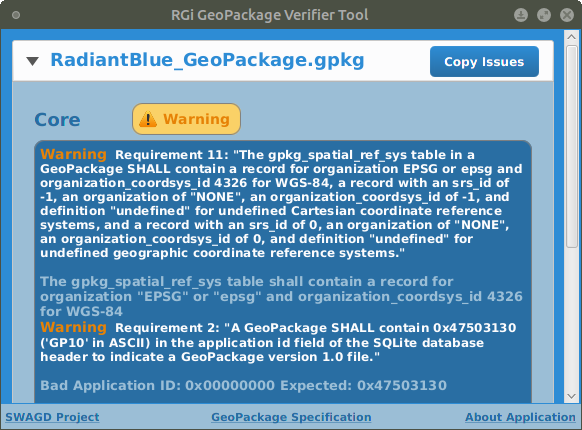 RGi GeoPackage Verifier Tool
RadiantBlue_GeoPackage.gpkg
Copy Issues
Core
Warning
Warning Requirement 11: "The gpkg_spatial_ref_sys table in a
GeoPackage SHALL contain a record for organization EPSG or epsg and
organization_coordsys_id 4326 for WGS-84, a record with an srs_id of
-1, an organization of "NONE", an organization_coordsys_id of -1, and
definition "undefined" for undefined Cartesian coordinate reference
systems, and a record with an srs_id of 0, an organization of "NONE",
an organization_coordsys_id of 0, and definition "undefined" for
undefined geographic coordinate reference systems."
The gpkg_spatial_ref_sys table shall contain a record for
organization "EPSG" or "epsg" and organization_coordsys_id 4326
for WGS-84
Warning Requirement 2: "A GeoPackage SHALL contain 0x47503130
('GP10' in ASCII) in the application id field of the SQLite database
header to indicate a GeoPackage version 1.0 file."
Bad Application ID: 0x00000000 Expected: 0x47503130
SWAGD Project
GeoPackage Specification
About Application